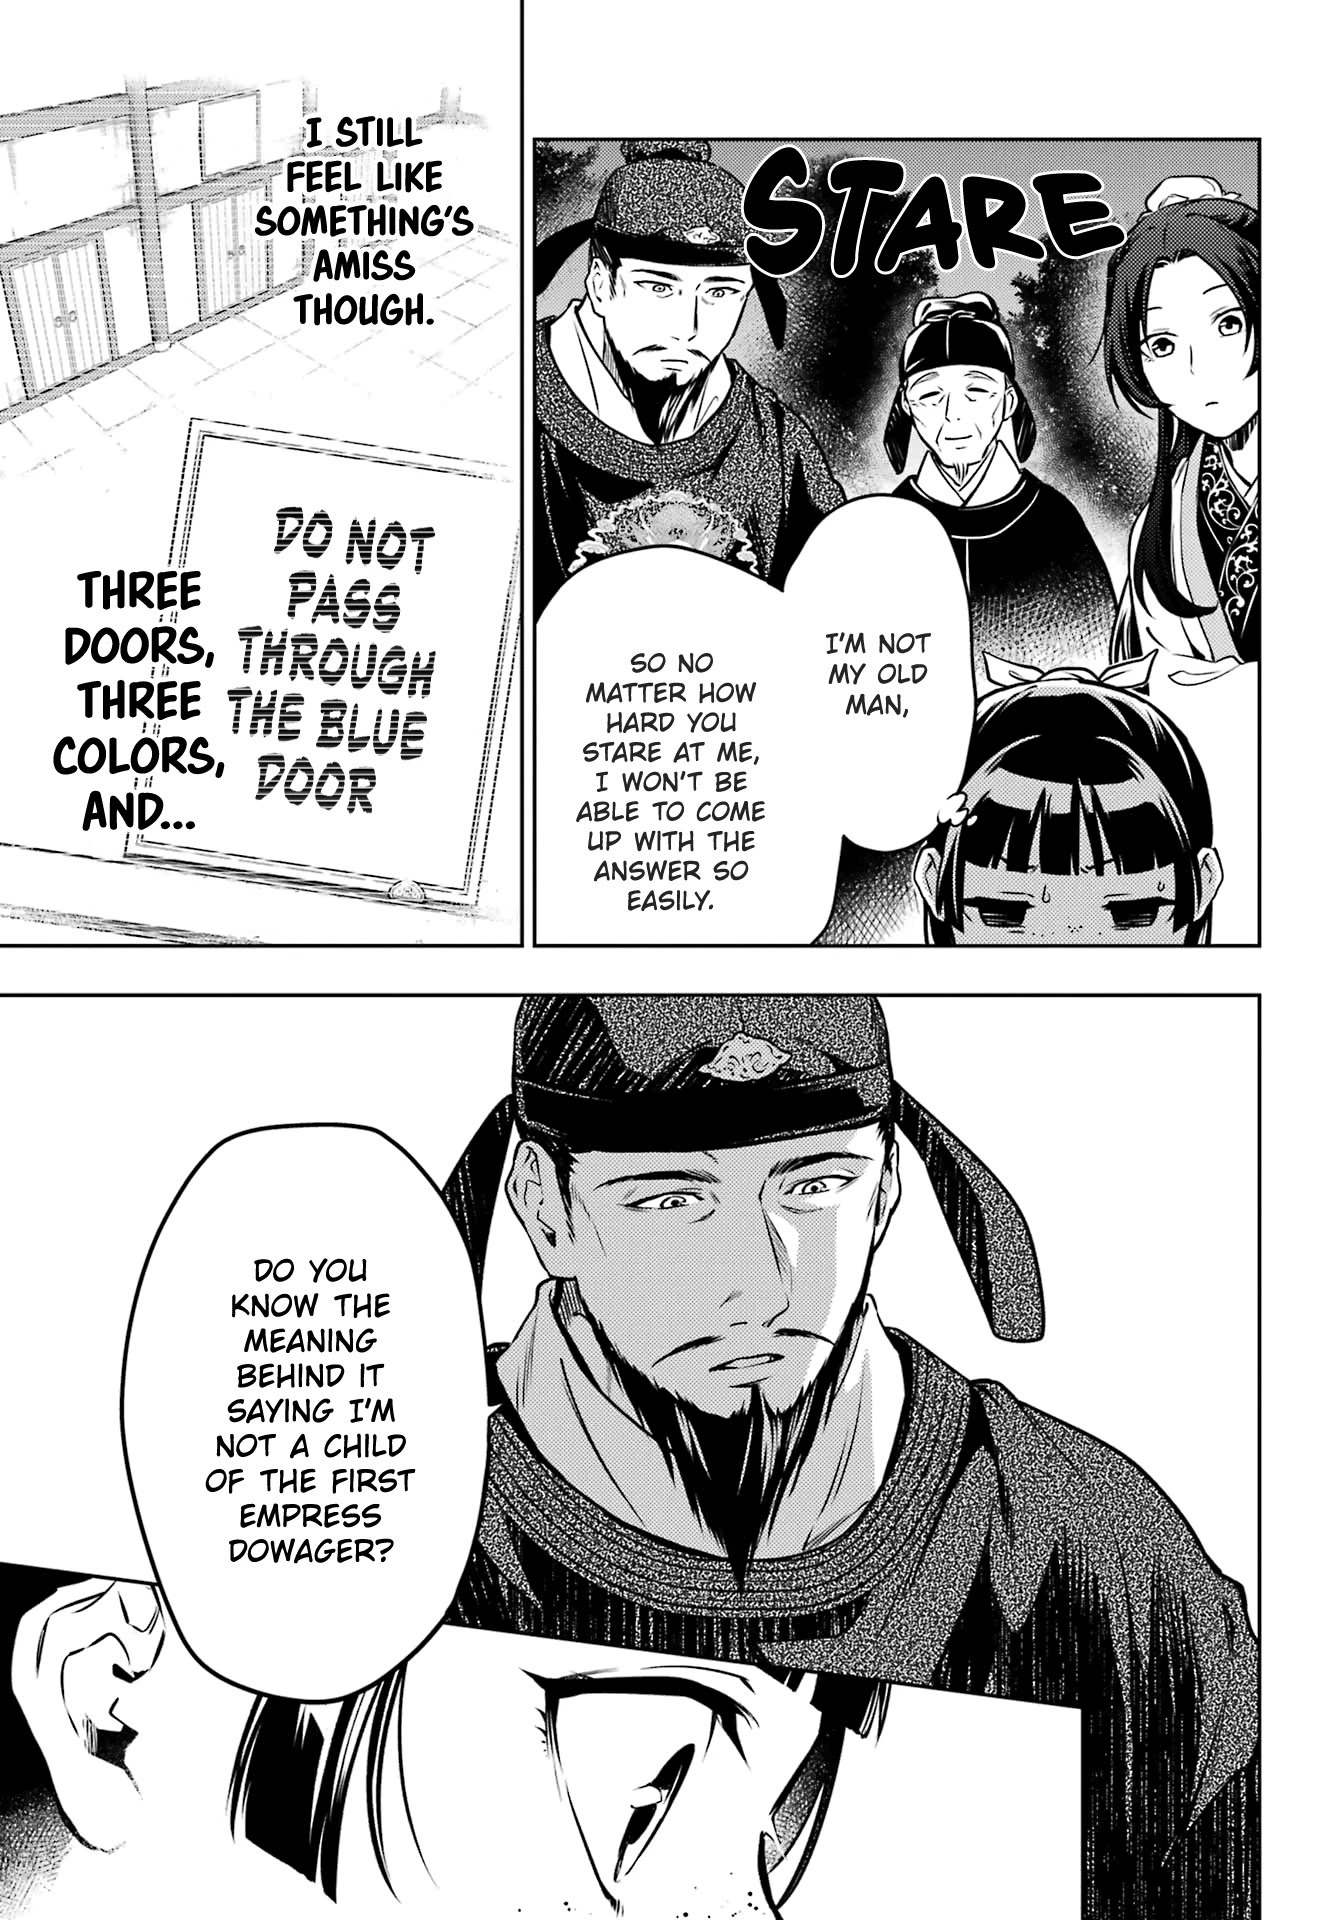 STARE
I'M NOT
MY OLD
MAN,
SO NO
MATTER HOW
HARD YOU
STARE AT ME,
I WON'T BE
ABLE TO COME
UP WITH THE
ANSWER SO
EASILY.
I STILL
FEEL LIKE
SOMETHING'S
AMISS
THOUGH.
DO NOT
PASS
THROUGH
THE BLUE
DOOR
THREE
DOORS,
THREE
COLORS,
AND...
DO YOU
KNOW THE
MEANING
BEHIND IT
SAYING I'M
NOT A CHILD
OF THE FIRST
EMPRESS
DOWAGER?